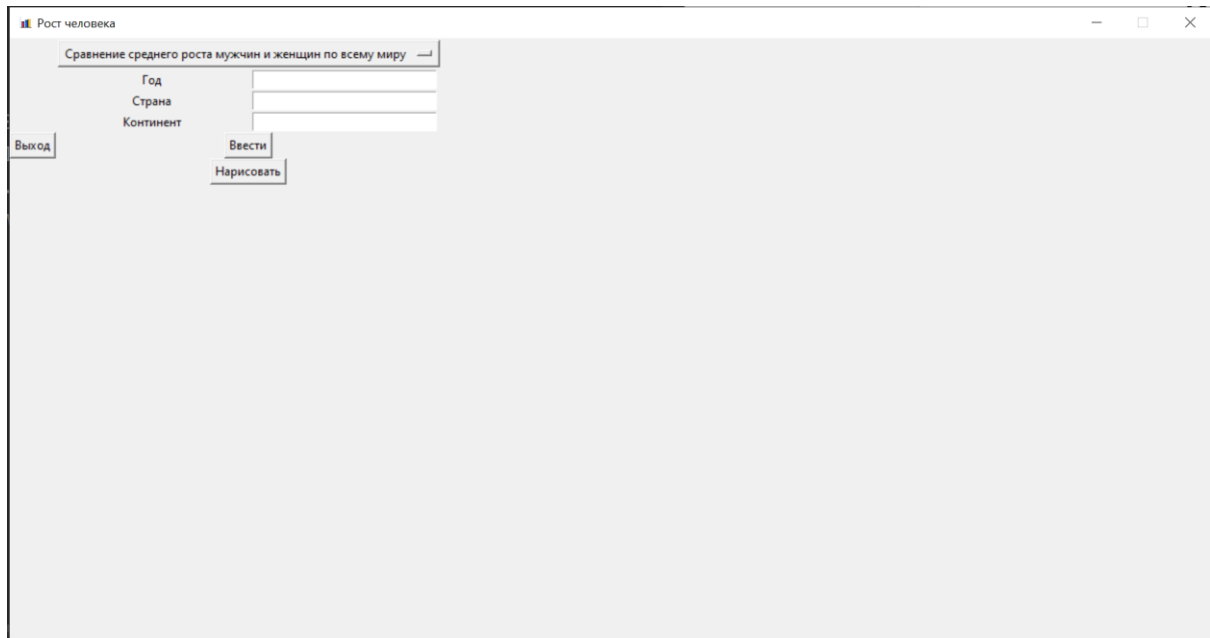 Рост человека
Сравнение среднего роста мужчин и женщин по всему миру
Год
Страна
Континент
Выход
Ввести
Нарисовать